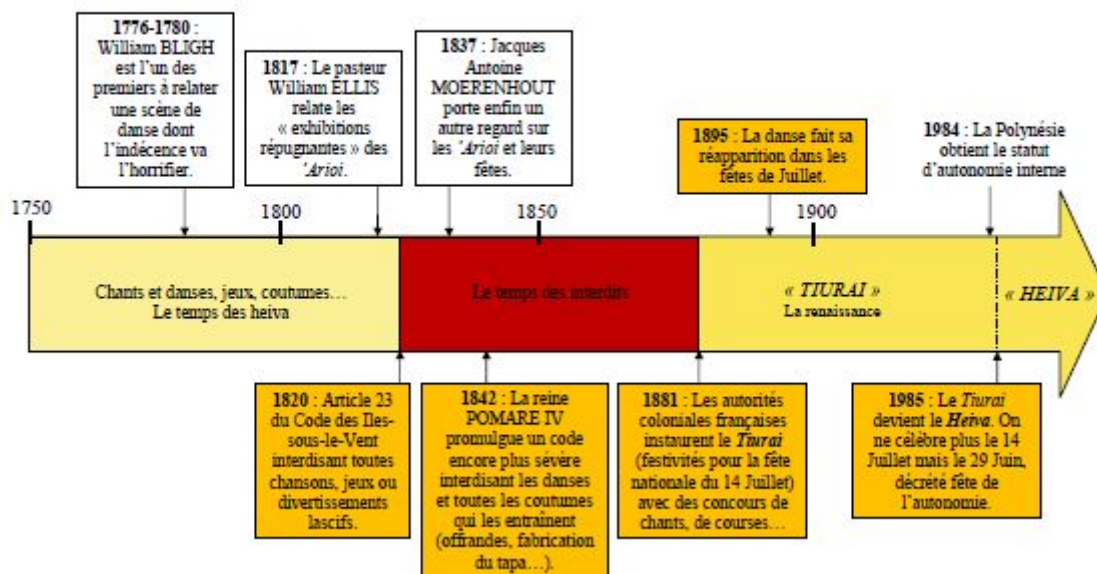 1776-1780 :
William BLIGH
est l'un des
premiers à relater
une scène de
danse dont
l'indécence va
l'horrifier.
1817 : Le pasteur
William ELLIS
relate les
« exhibitions
répugnantes » des
'Arioi.
1837 : Jacques
Antoine
MOERENHOUT
porte enfin un
autre regard sur
les 'Arioi et leurs
fêtes.
1895 : La danse fait sa
réapparition dans les
fêtes de Juillet.
1984 : La Polynésie
obtient le statut
d'autonomie interne
1750
1800
1850
1900
Chants et danses, jeux, coutumes…
Le temps des heiva
Le temps des interdits
« TIURAI »
La renaissance
« HEIVA »
1820 : Article 23
du Code des Iles-
sous-le-Vent
interdisant toutes
chansons, jeux ou
divertissements
lascifs.
1842 : La reine
POMARE IV
promulgue un code
encore plus sévère
interdisant les danses
et toutes les coutumes
qui les entraînent
(offrandes, fabrication
du tapa…).
1881 : Les autorités
coloniales françaises
instaurent le Tiurai
(festivités pour la fête
nationale du 14 Juillet)
avec des concours de
chants, de courses…
1985 : Le Tiurai
devient le Heiva. On
ne célèbre plus le 14
Juillet mais le 29 Juin,
décrété fête de
l'autonomie.